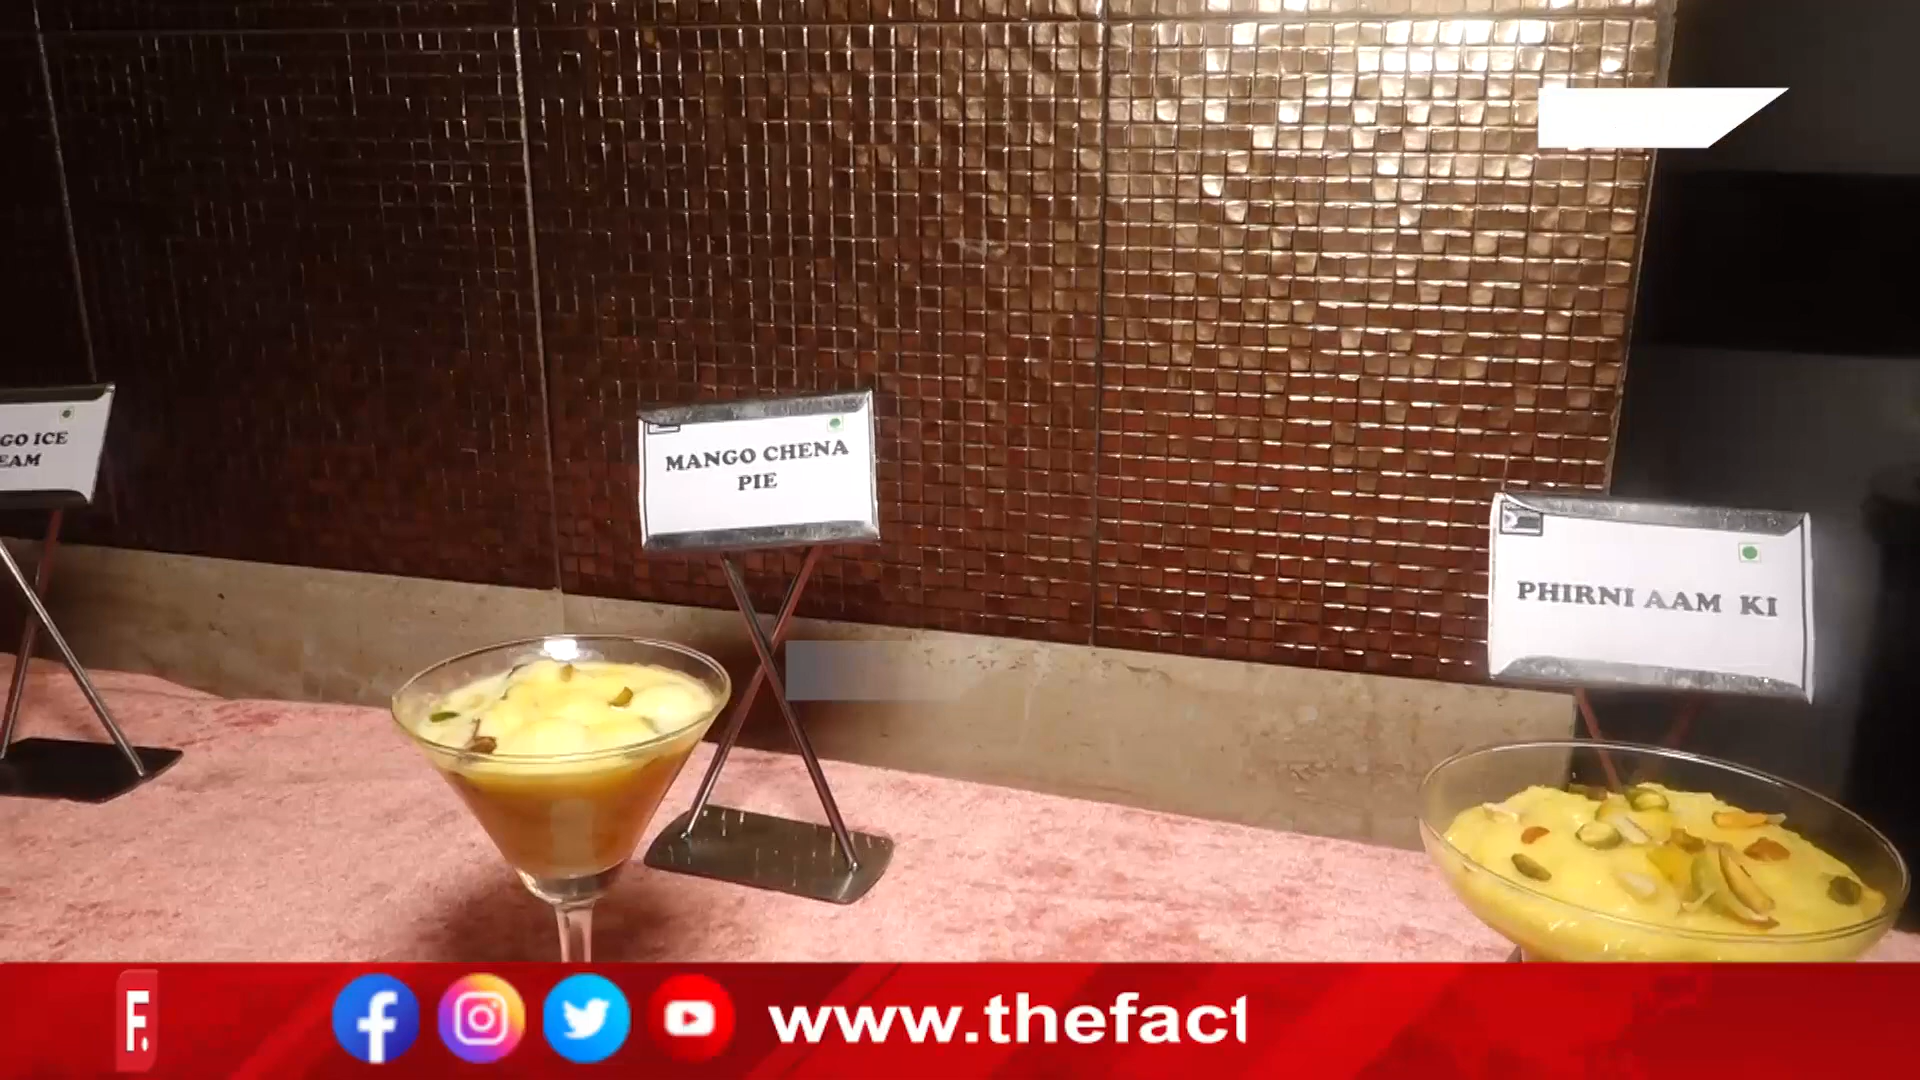 GO ICE
EAM
MANGO CHENA
PIE
PHIRNI AAM KI
F.
www.thefact